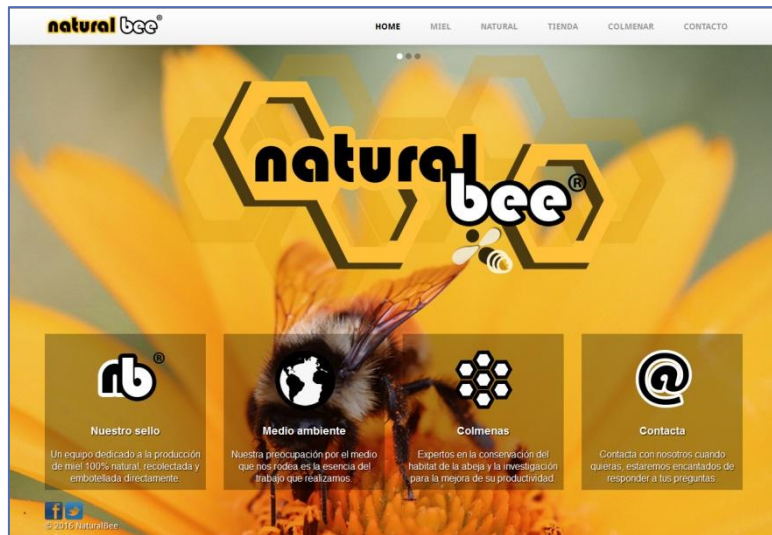 natural bee®
HOME MIEL NATURAL TIENDA COLMENAR CONTACTO
natural
bee®
nb®
Nuestro sello
Un equipo dedicado a la producción
de miel 100% natural, recolectada y
embotellada directamente.
Medio ambiente
Nuestra preocupación por el medio
que nos rodea es la esencia del
trabajo que realizamos.
Colmenas
Expertos en la conservación del
habitat de la abeja y la investigación
para la mejora de su productividad
@
Contacta
Contacta con nosotros cuando
quieras, estaremos encantados de
responder a tus preguntas
f
© 2016 NaturalBee